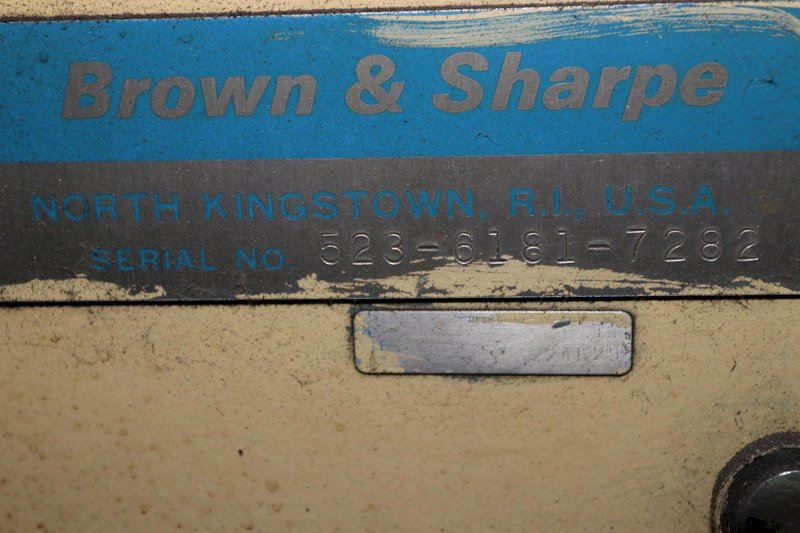 Brown & Sharpe
NORTH KINGSTOWN, R.I., U.S.A.
SERIAL NO. 523-6181-7282